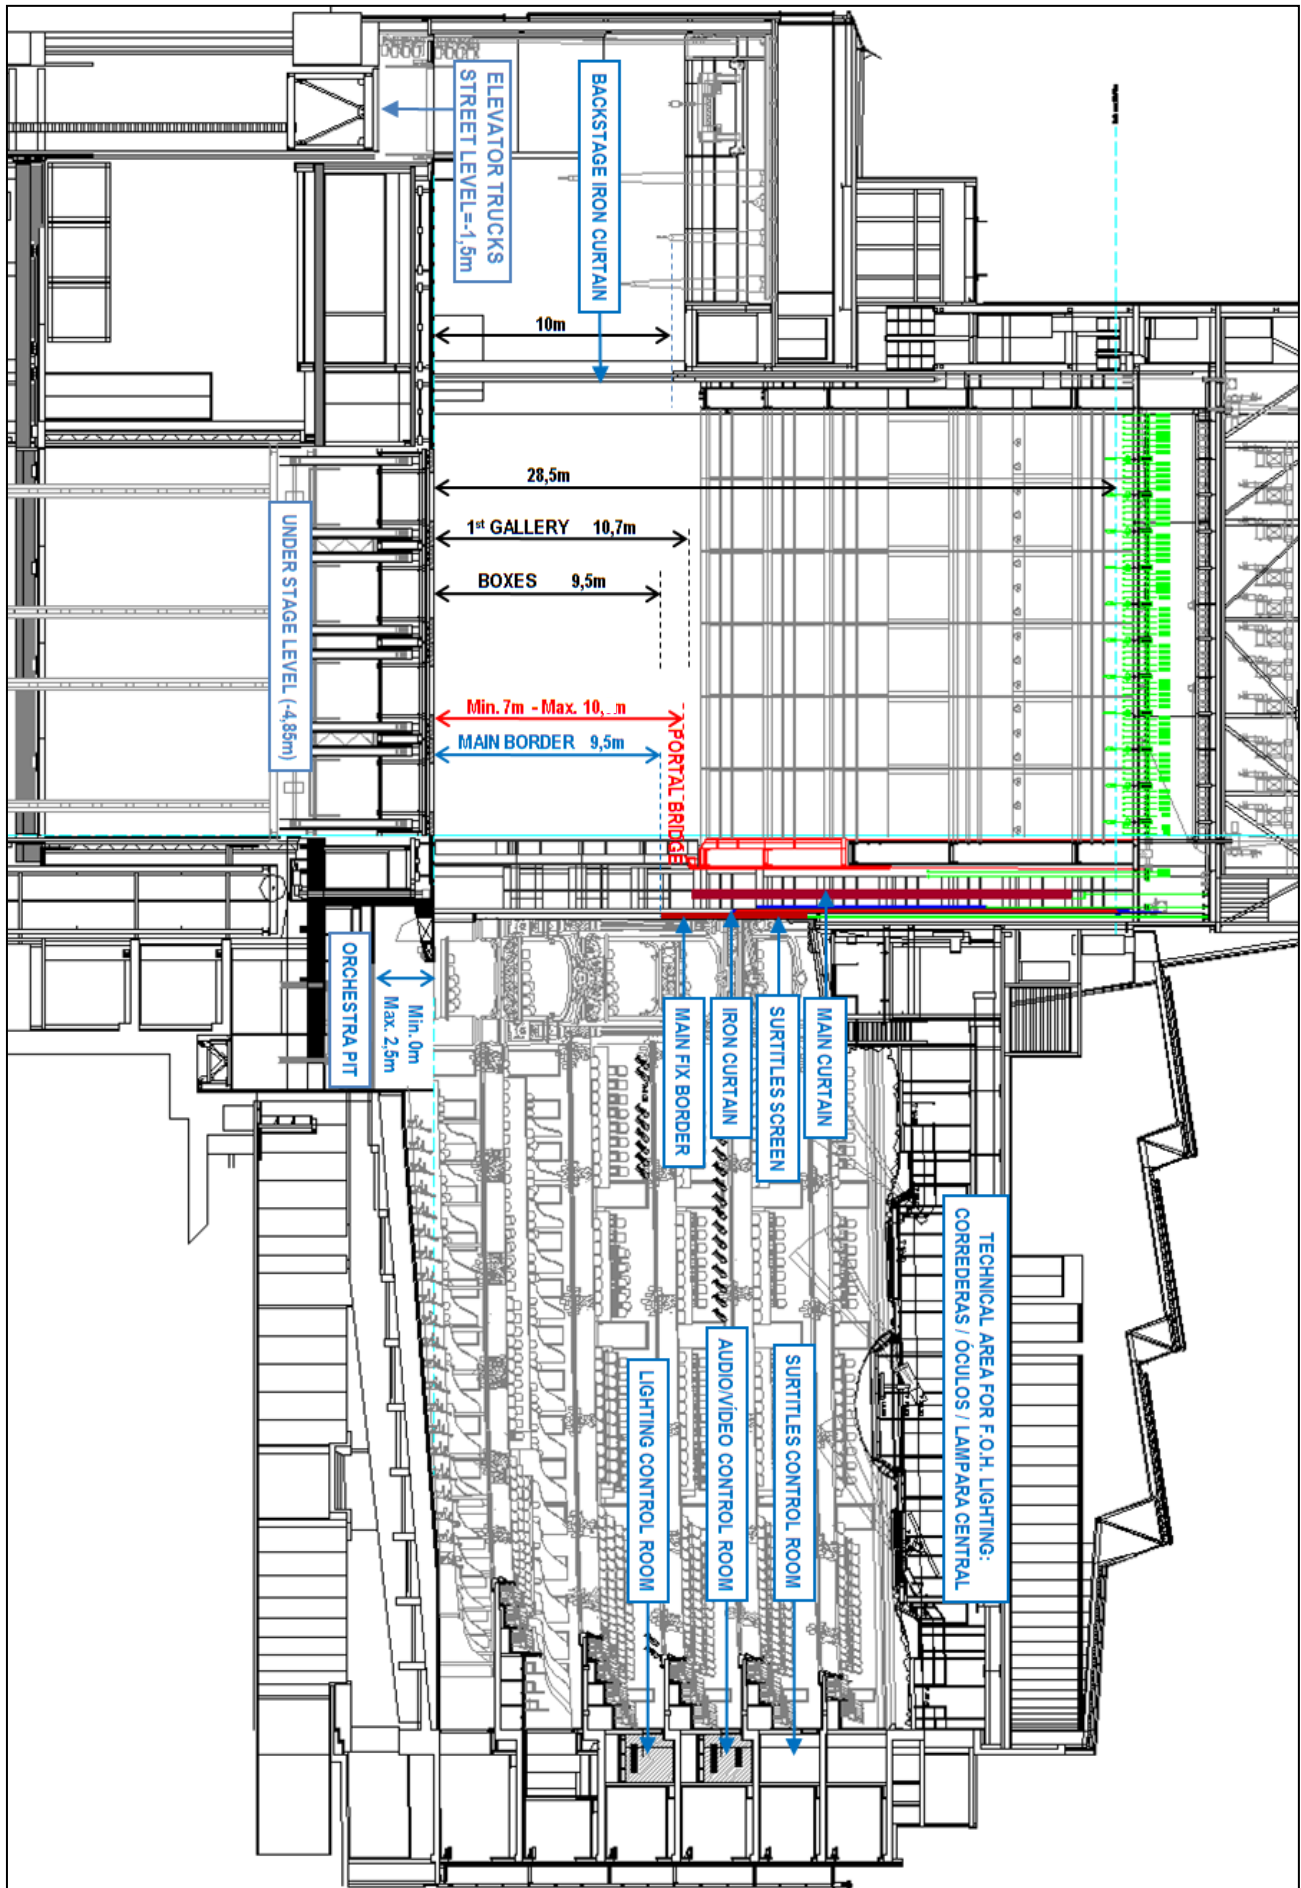 BACKSTAGE IRON CURTAIN
ELEVATOR TRUCKS
STREET LEVEL=-1,5m
10m
28,5m
1st GALLERY 10,7m
BOXES 9,5m
UNDER STAGE LEVEL (-4,85m)
Min. 7m - Max. 10,
MAIN BORDER 9,5m
PORTAL BRIDGE
ORCHESTRA PIT
Min. 0m
Max. 2,5m
MAIN FIX BORDER
IRON CURTAIN
SURTITLES SCREEN
MAIN CURTAIN
TECHNICAL AREA FOR F.O.H. LIGHTING:
CORREDERAS / ÓCULOS / LAMPARA CENTRAL
LIGHTING CONTROL ROOM
AUDIO/VÍDEO CONTROL ROOM
SURTITLES CONTROL ROOM